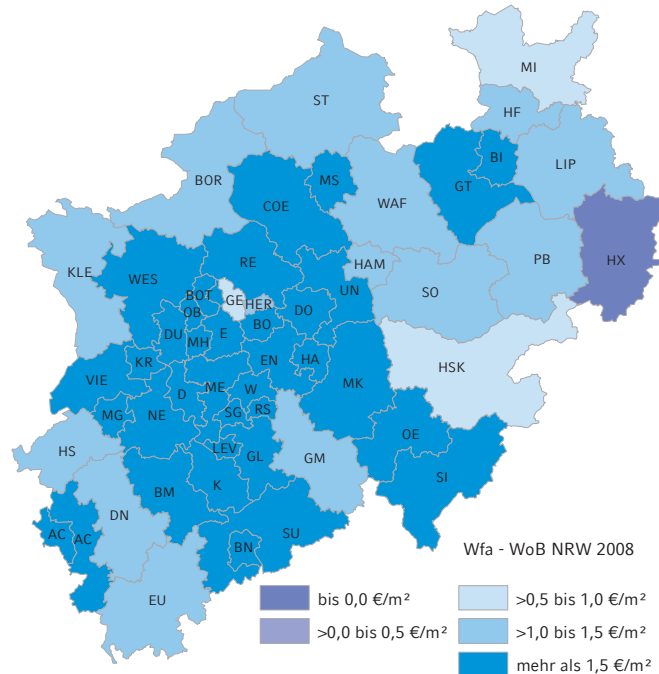 MI
ST
HF
BI
LIP
BOR
MS
GT
COE
WAF
KLE
RE
PB
HX
WES
HAM
UN
SO
BOT
GE
HER
OB
DO
BO
DU
MH
E
EN
HA
KR
HSK
VIE
ME
W
MK
D
MG
NE
SG
RS
OE
LEV
GL
GM
HS
SI
K
BM
DN
SU
AC
AC
BN
EU
Wfa - WoB NRW 2008
bis 0,0 €/m²
>0,0 bis 0,5 €/m²
>0,5 bis 1,0 €/m²
>1,0 bis 1,5 €/m²
mehr als 1,5 €/m²